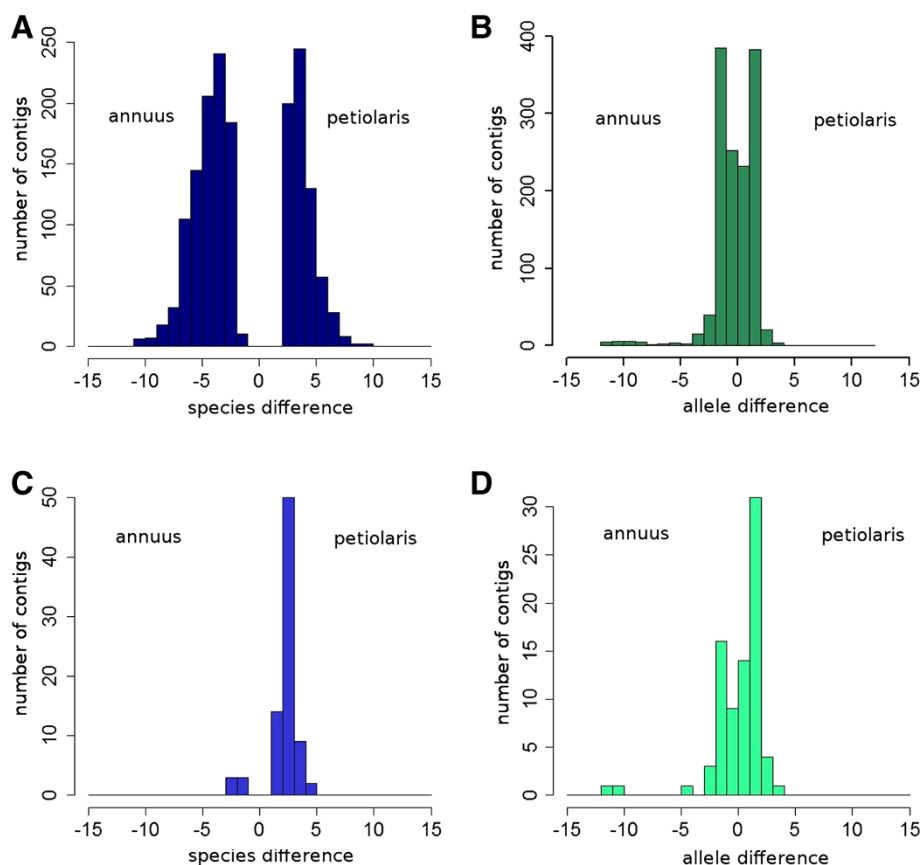 A
number of contigs
250
200
150
100
50
0
annuus
petiolaris
-15 -10 -5 0 5 10 15
species difference
B
number of contigs
400
300
200
100
0
annuus
petiolaris
-15 -10 -5 0 5 10 15
allele difference
C
number of contigs
50
40
30
20
10
0
annuus
petiolaris
-15 -10 -5 0 5 10 15
species difference
D
number of contigs
30
25
20
15
10
5
0
annuus
petiolaris
-15 -10 -5 0 5 10 15
allele difference